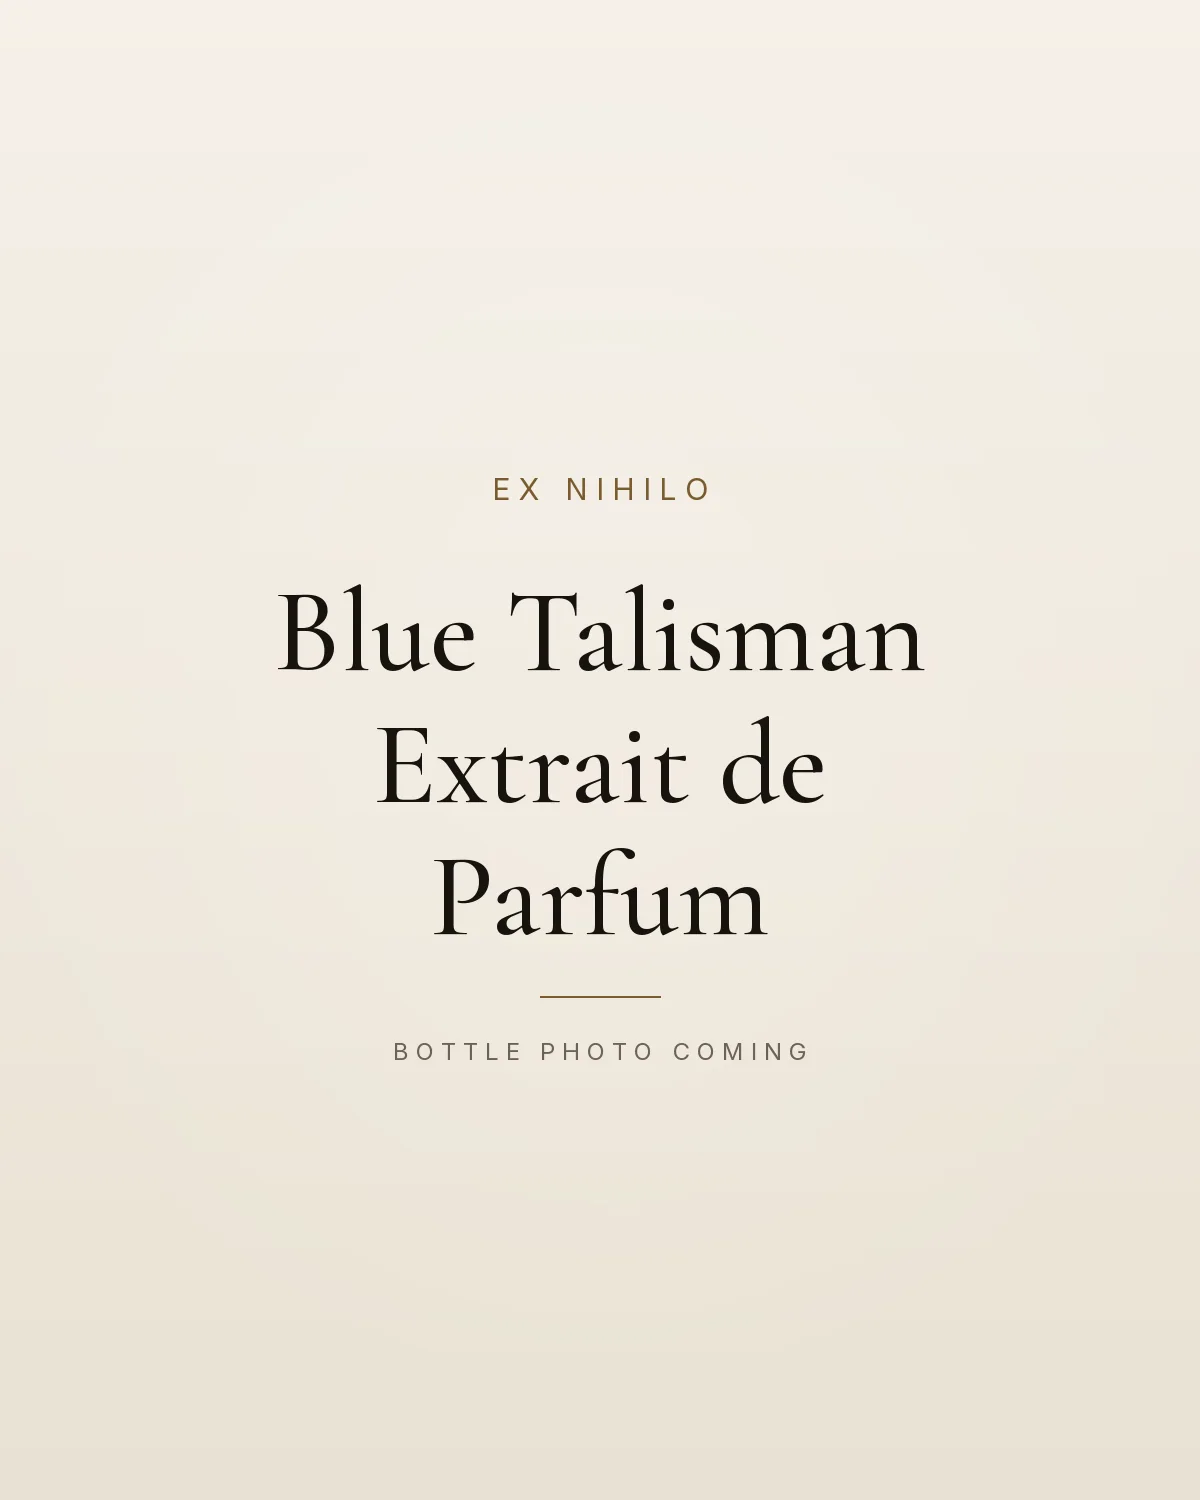 EX NIHILO
Blue Talisman
Extrait de
Parfum
BOTTLE PHOTO COMING